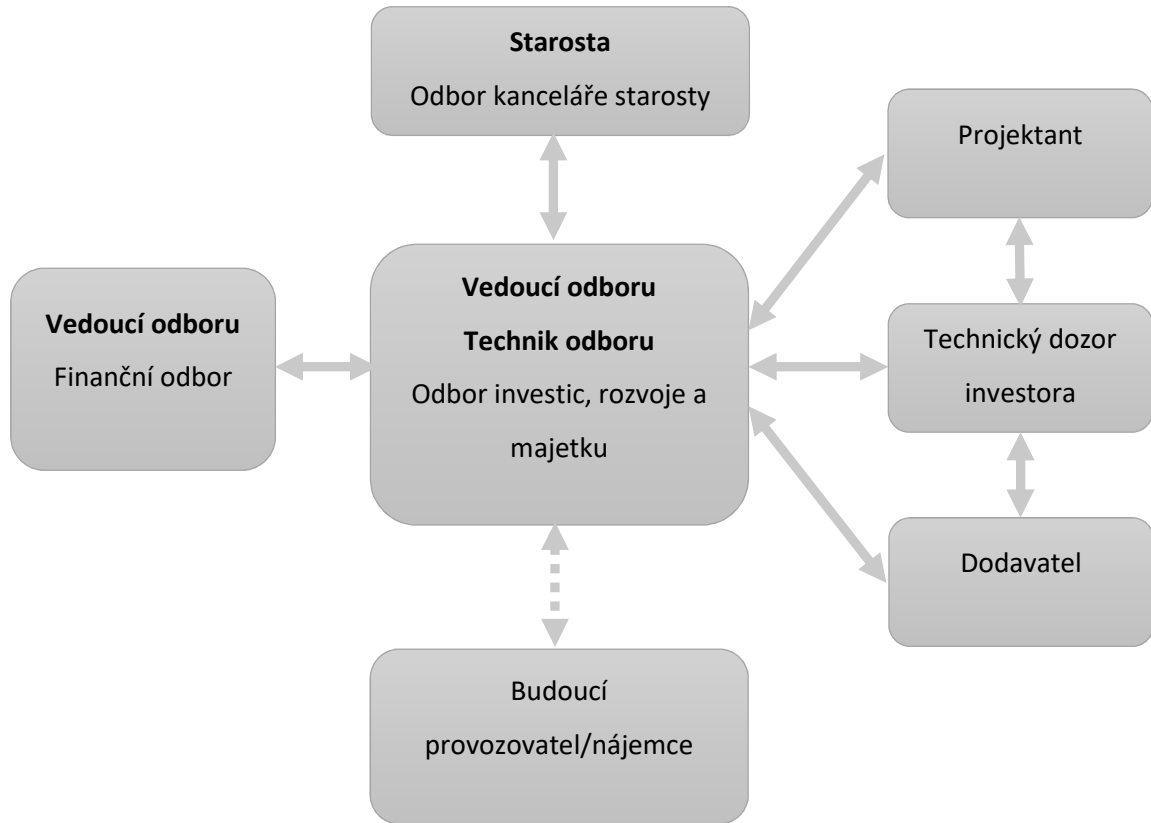 Starosta
Odbor kanceláře starosty
Projektant
Vedoucí odboru
Finanční odbor
Vedoucí odboru
Technik odboru
Odbor investic, rozvoje a
majetku
Technický dozor
investora
Dodavatel
Budoucí
provozovatel/nájemce